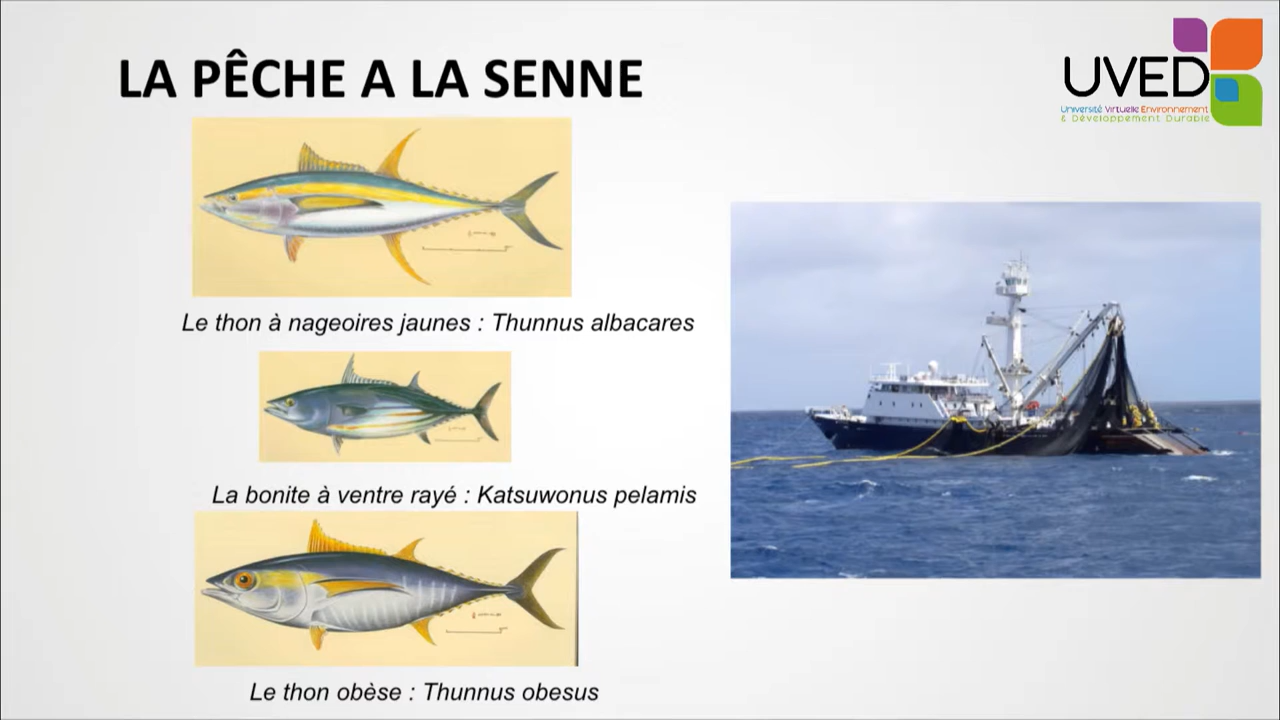 LA PÊCHE A LA SENNE
UVED
Université Virtuelle Environnement
& Développement Durable
Le thon à nageoires jaunes : Thunnus albacares
La bonite à ventre rayé : Katsuwonus pelamis
Le thon obèse : Thunnus obesus